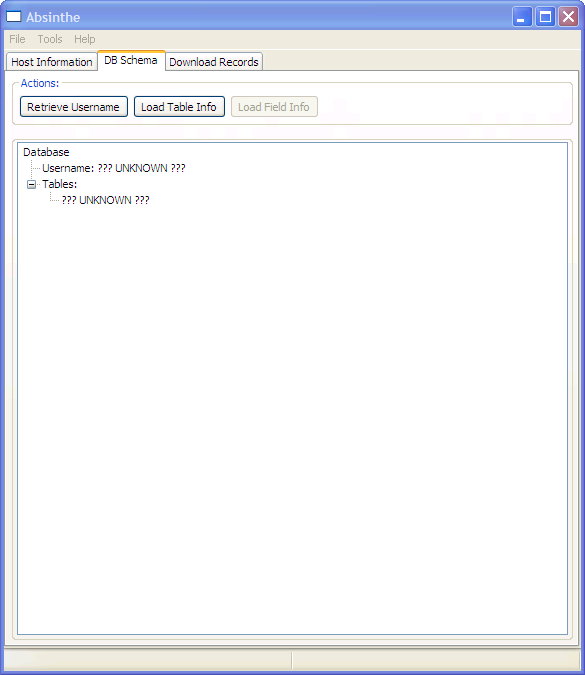 Absinthe
File Tools Help
Host Information DB Schema Download Records
Actions:
Retrieve Username Load Table Info Load Field Info
Database
Username: ??? UNKNOWN ???
Tables:
??? UNKNOWN ???